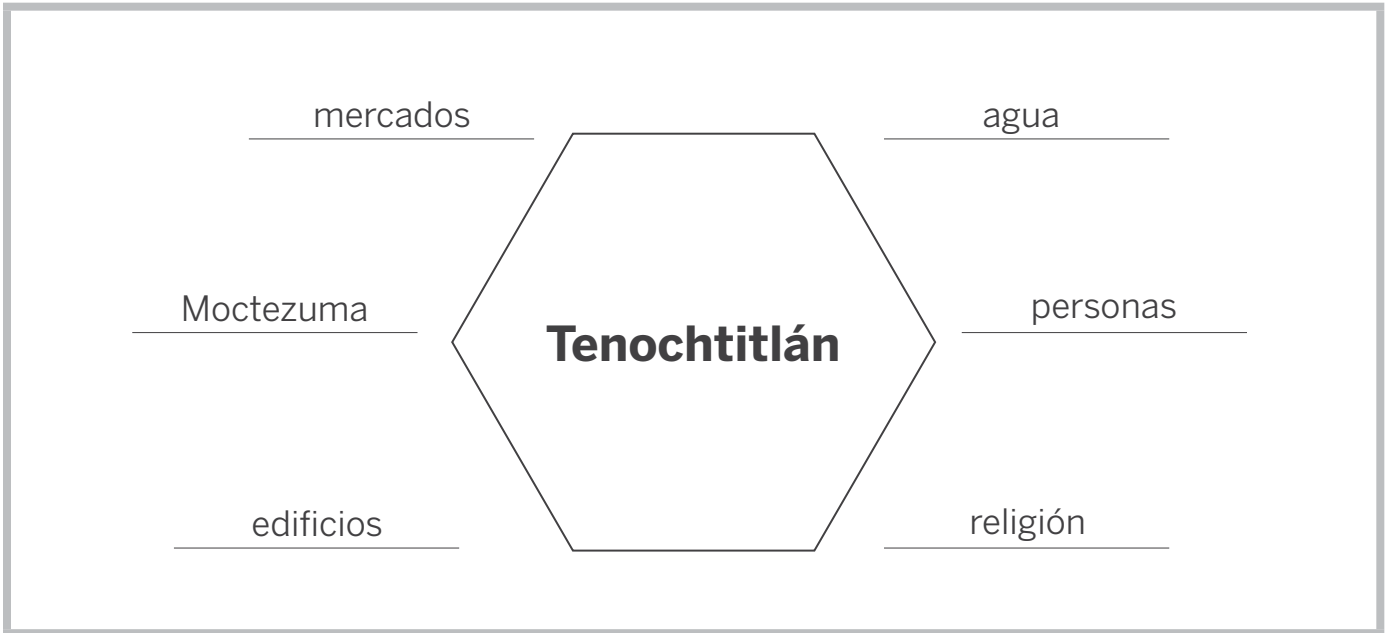 mercados
agua
Moctezuma
personas
Tenochtitlán
edificios
religión